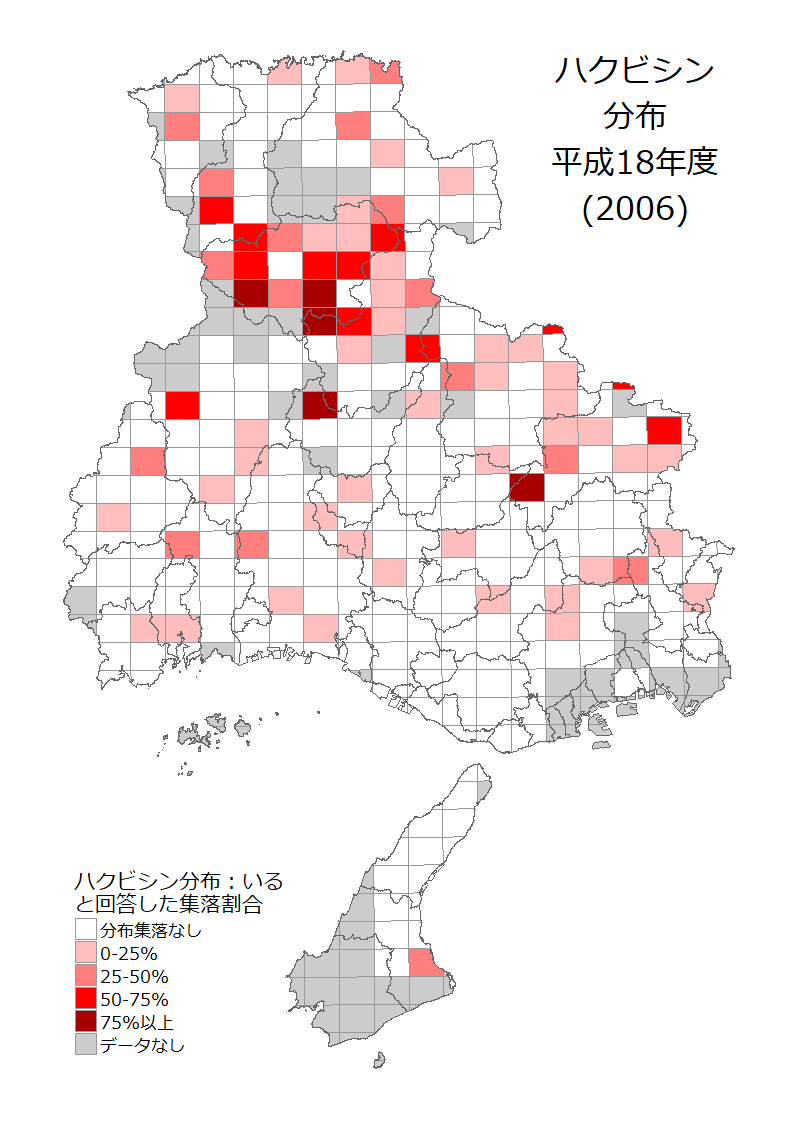 ハクビシン
分布
平成18年度
(2006)
ハクビシン分布：いる
と回答した集落割合
分布集落なし
0-25%
25-50%
50-75%
75%以上
データなし